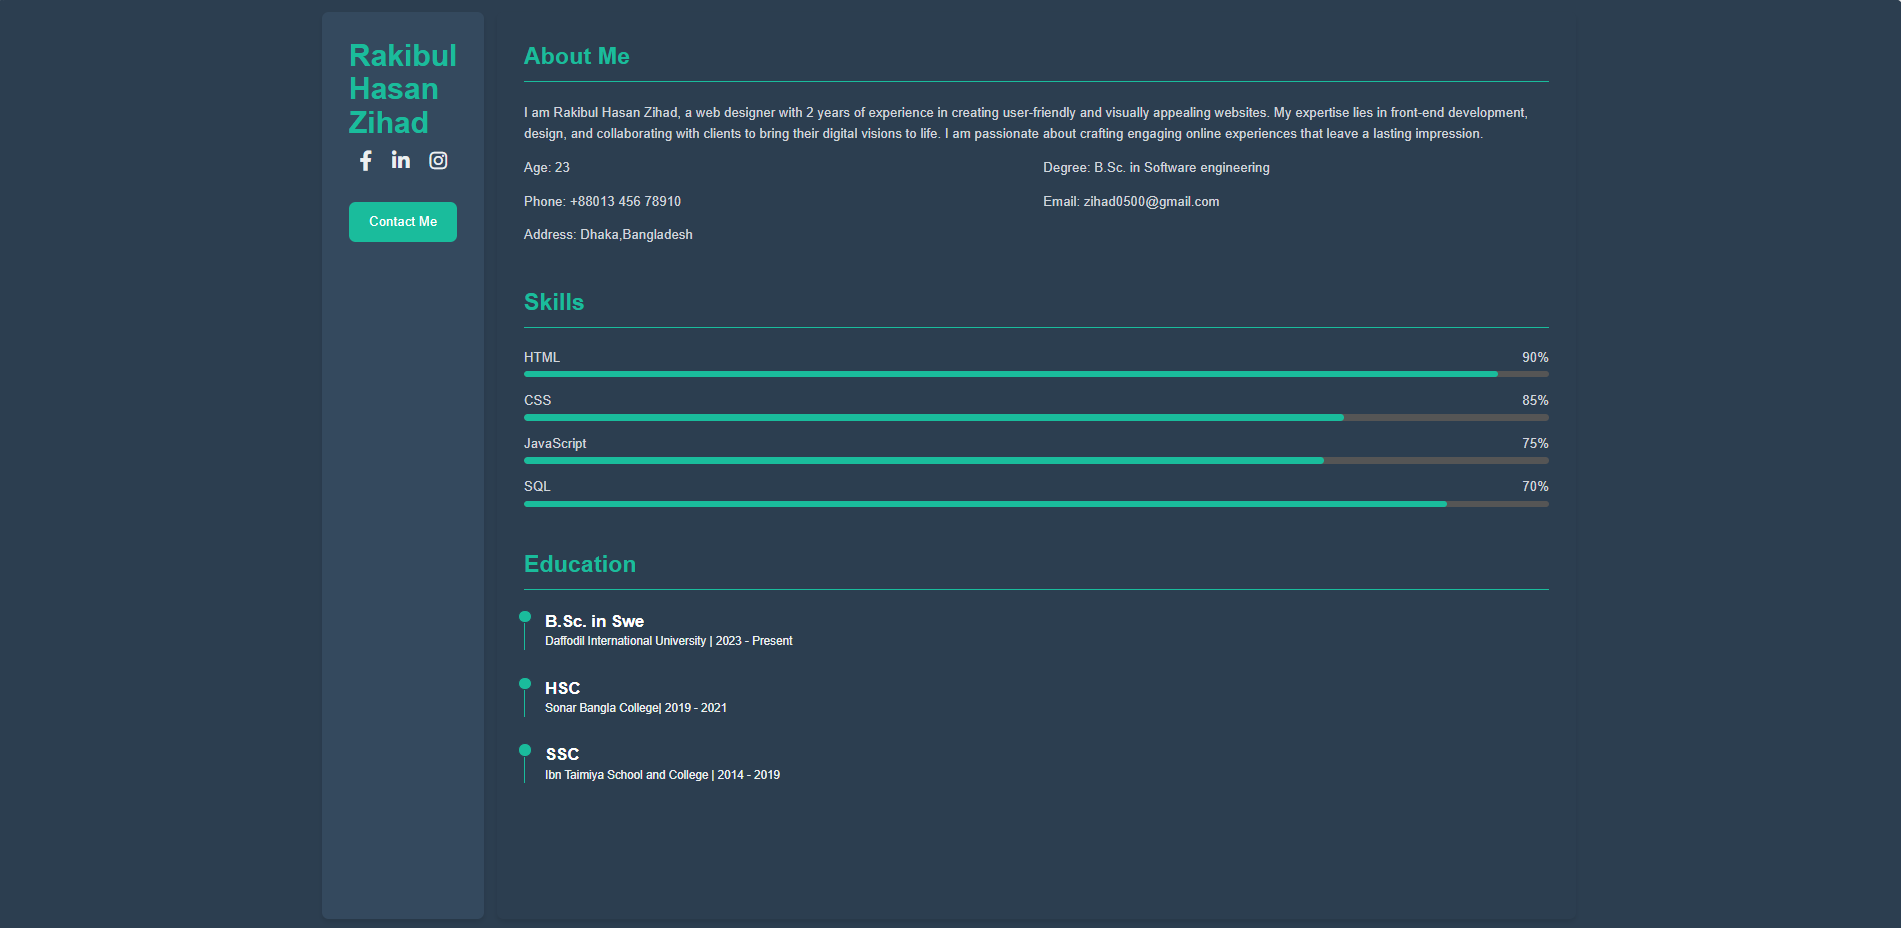 Rakibul
Hasan
Zihad
Contact Me
About Me
I am Rakibul Hasan Zihad, a web designer with 2 years of experience in creating user-friendly and visually appealing websites. My expertise lies in front-end development,
design, and collaborating with clients to bring their digital visions to life. I am passionate about crafting engaging online experiences that leave a lasting impression.
Age: 23
Degree: B.Sc. in Software engineering
Phone: +88013 456 78910
Email: zihad0500@gmail.com
Address: Dhaka,Bangladesh
Skills
HTML 90%
CSS 85%
JavaScript 75%
SQL 70%
Education
B.Sc. in Swe
Daffodil International University | 2023 - Present
HSC
Sonar Bangla College| 2019 - 2021
SSC
Ibn Taimiya School and College | 2014 - 2019